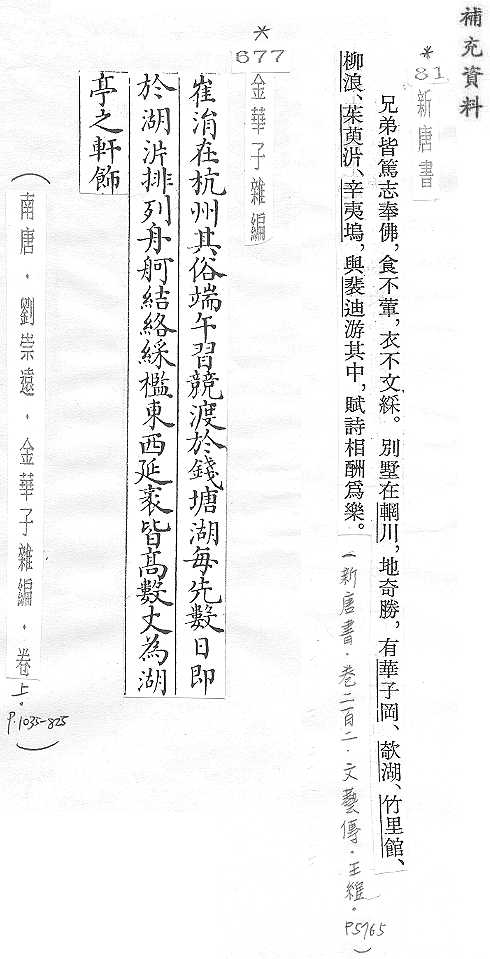 補充資料
*
81
新唐書
兄弟皆篤志奉佛，食不葷，衣不文綵。別墅在輞川，地奇勝，有華子岡、欹湖、竹里館、
柳浪、茱萸沜、辛夷塢，與裴迪游其中，賦詩相酬爲樂。
（新唐書．卷二百二．文藝傳．王維．
P5765）
*
677
金華子雜編
崔涓在杭州其俗端午習競渡於錢塘湖每先數日即
於湖沜排列舟舸結絡綵檻東西延袤皆高數丈為湖
亭之軒飾
（南唐．劉崇遠．金華子雜編．卷上．
P.1035-825）